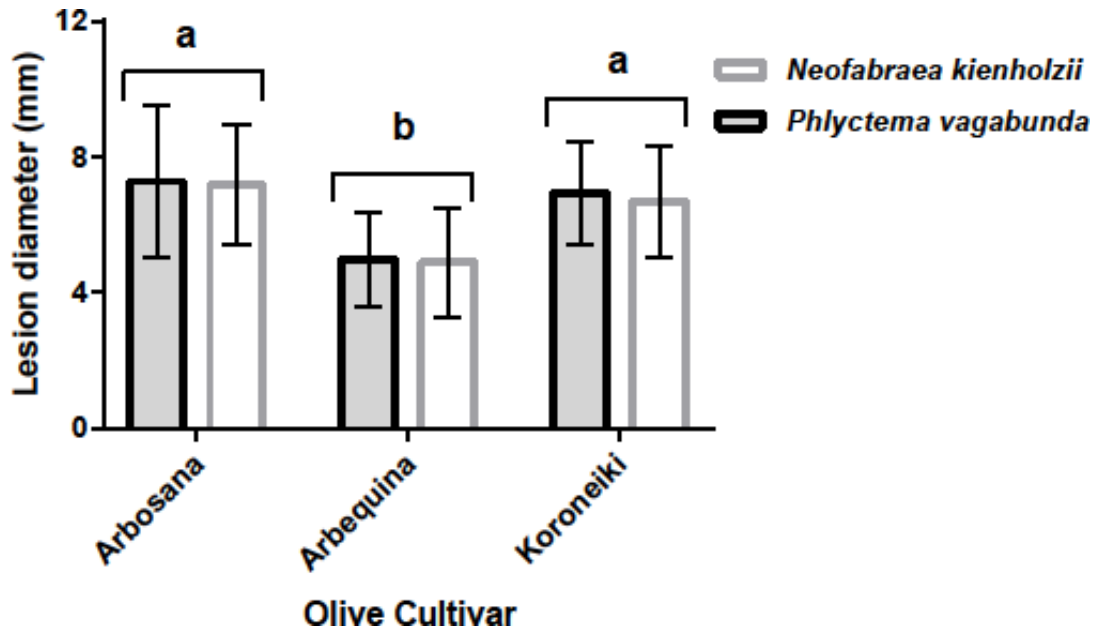 12
8
4
0
Lesion diameter (mm)
a
b
a
Neofabraea kienholzii
Phlyctema vagabunda
Arbosana
Arbequina
Koroneiki
Olive Cultivar